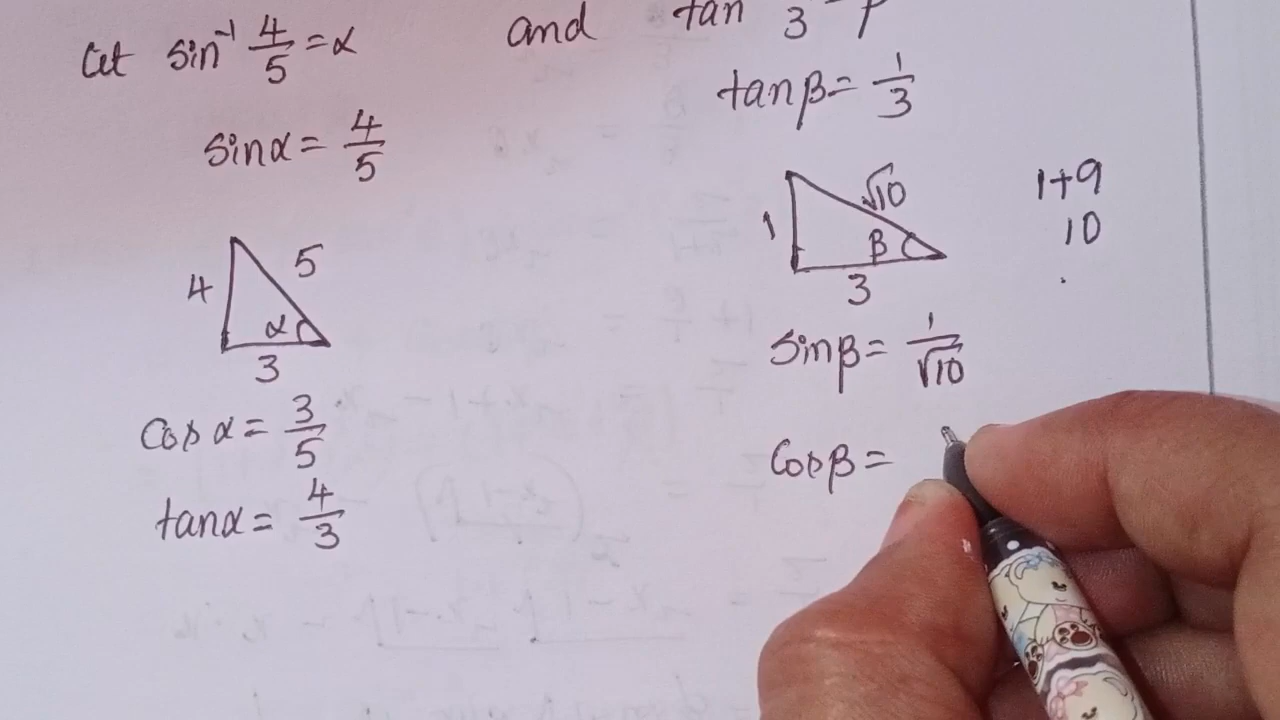 Let sin⁻¹ 4/5 = α and tan 1/3 = β
sinα = 4/5
tanβ = 1/3
4
5
α
3
1
√10
β
3
1+9
10
cosα = 3/5
tanα = 4/3
sinβ = 1/√10
cosβ =